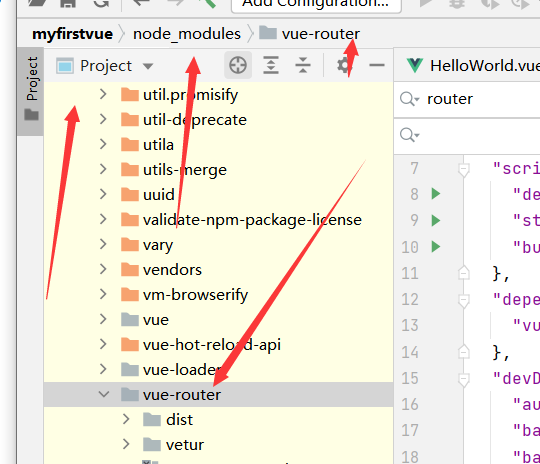 Add Configuration...
myfirstvue
node_modules
vue-router
Project
Project
HelloWorld.vue
util.promisify
util-deprecate
utila
utils-merge
uuid
validate-npm-package-license
vary
vendors
vm-browserify
vue
vue-hot-reload-api
vue-loader
vue-router
dist
vetur
router
7 "scri
8 "de
9 "st
10 "bu
11 },
12 "depe
13 "vu
14 },
15 "devD
16 "au
17 "ba
18 "ba